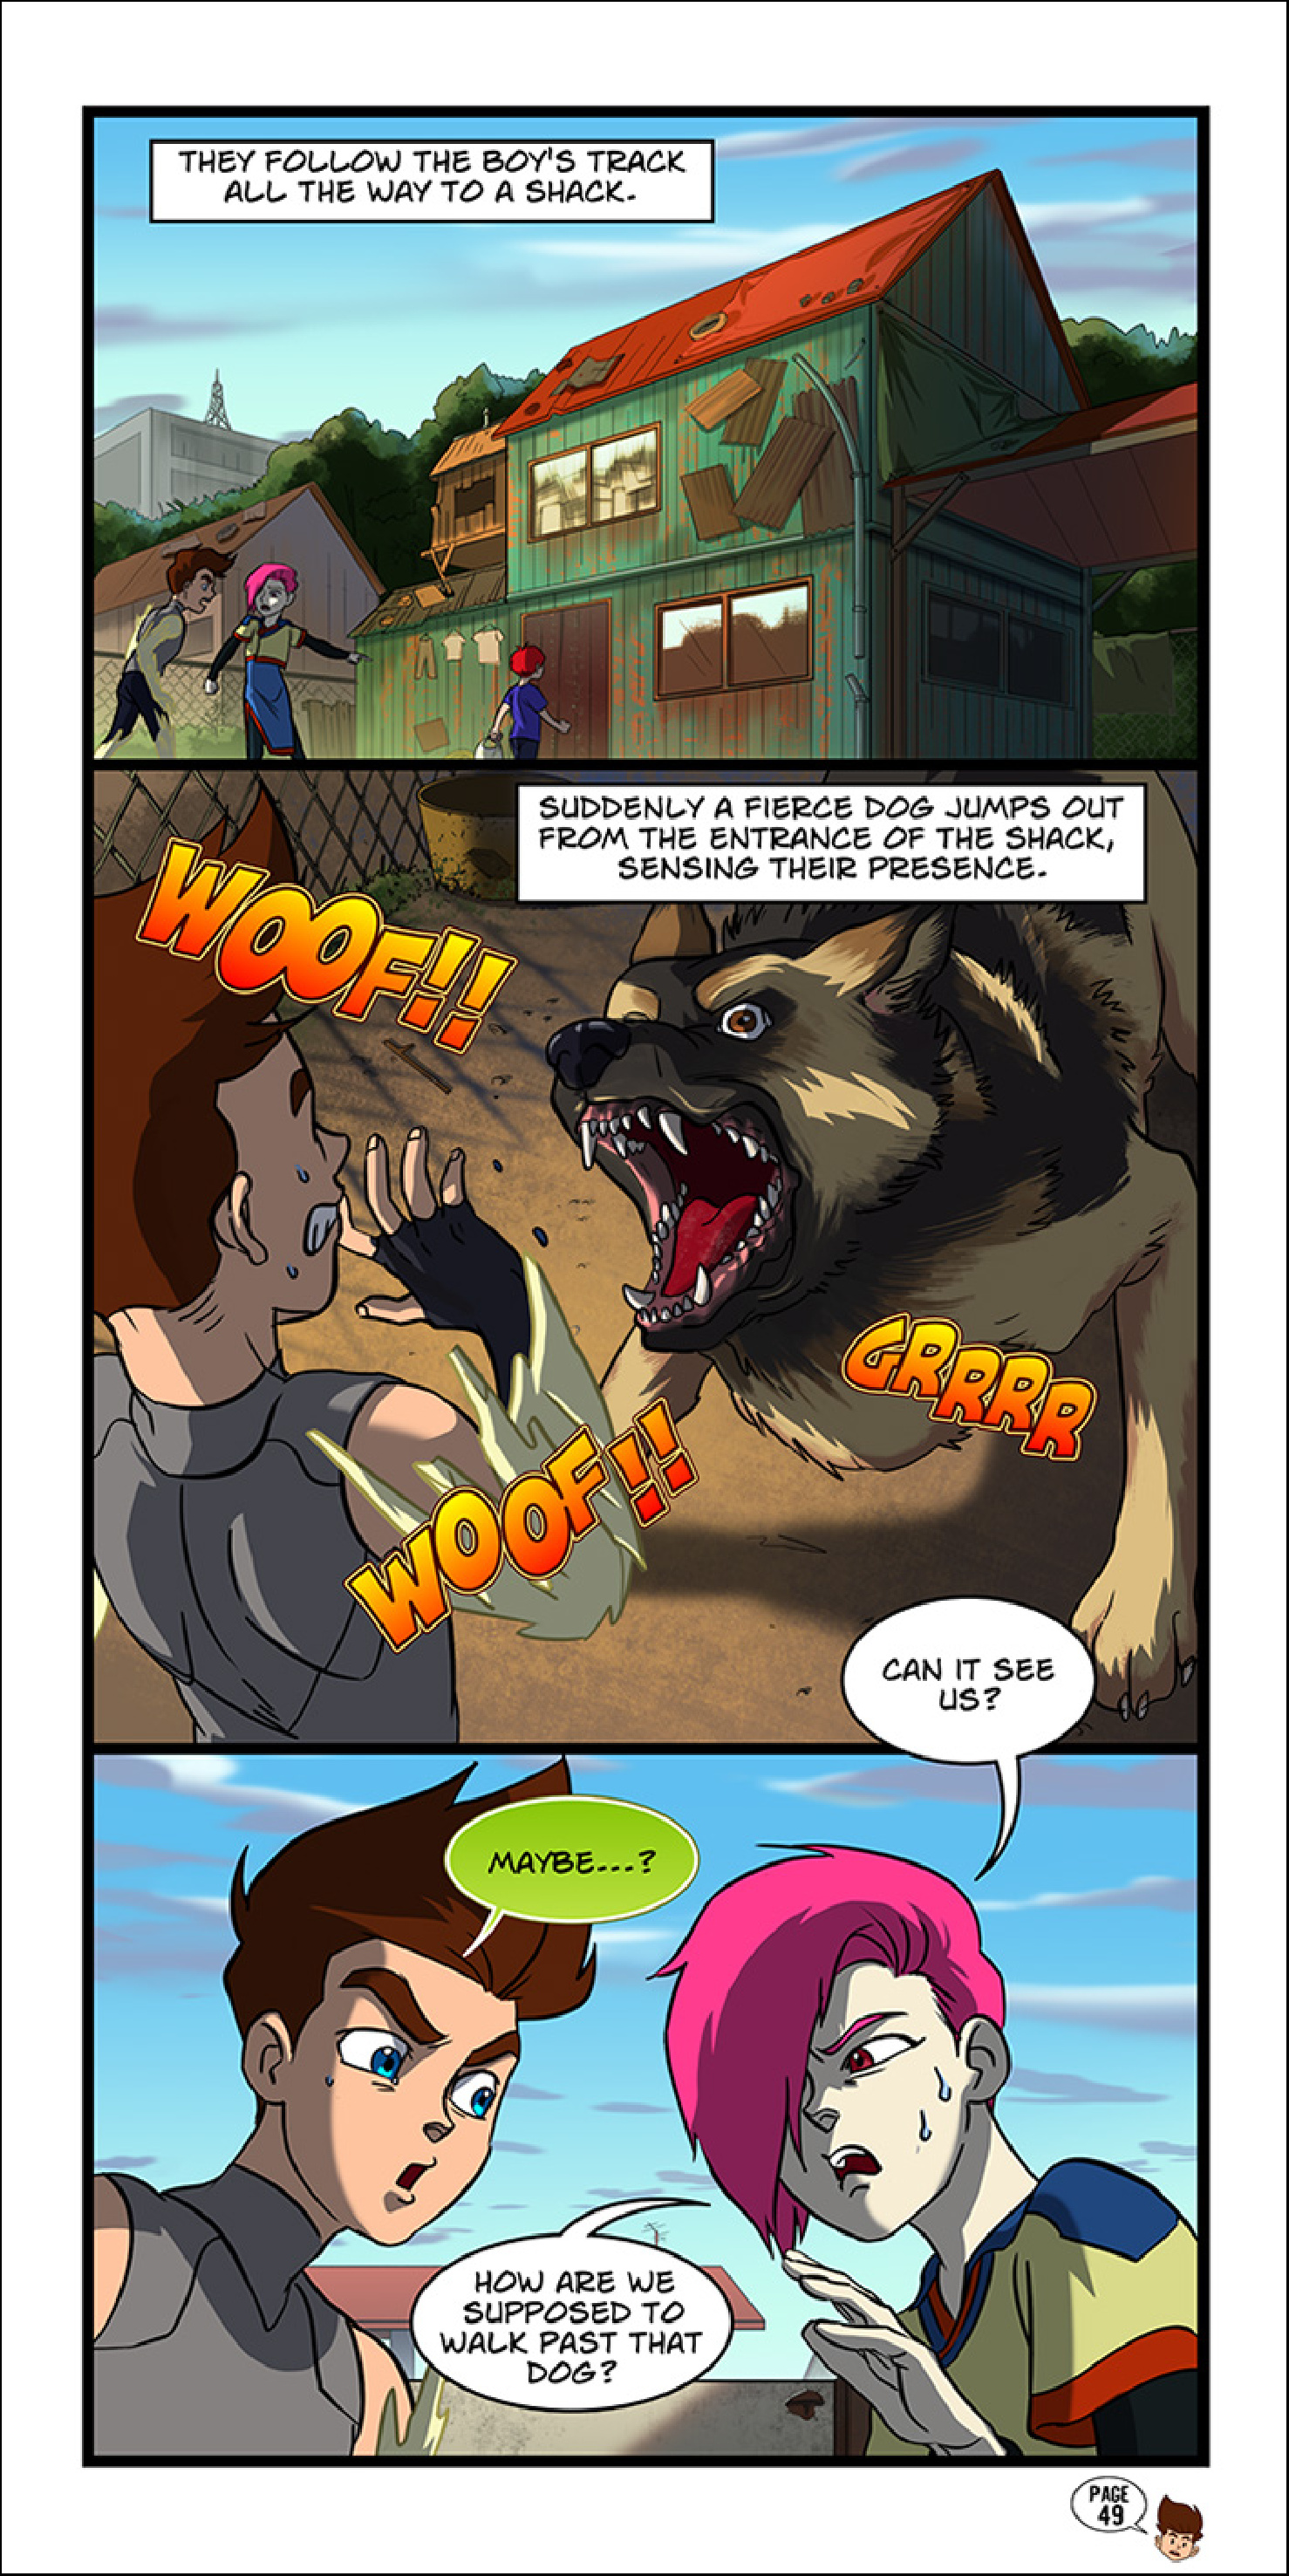 THEY FOLLOW THE BOY'S TRACK
ALL THE WAY TO A SHACK.
SUDDENLY A FIERCE DOG JUMPS OUT
FROM THE ENTRANCE OF THE SHACK,
SENSING THEIR PRESENCE.
WOOF!!
GRRRR
WOOF!!
CAN IT SEE
US?
MAYBE...?
HOW ARE WE
SUPPOSED TO
WALK PAST THAT
DOG?
PAGE
49